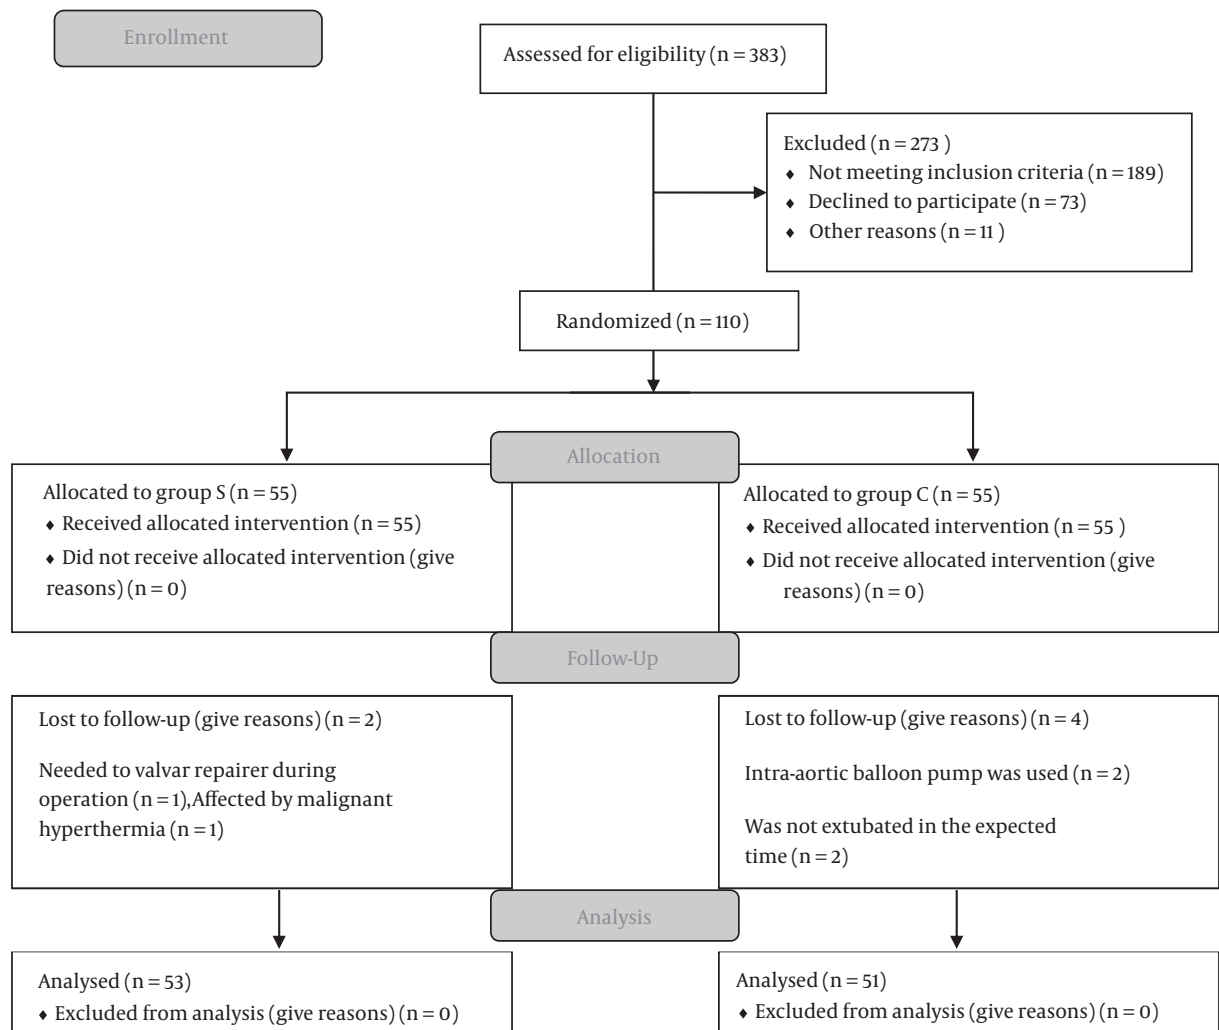 Enrollment
Assessed for eligibility (n = 383)
Excluded (n = 273 )
♦ Not meeting inclusion criteria (n = 189)
♦ Declined to participate (n = 73)
♦ Other reasons (n = 11 )
Randomized (n = 110)
Allocation
Allocated to group S (n = 55)
♦ Received allocated intervention (n = 55)
♦ Did not receive allocated intervention (give
reasons) (n = 0)
Allocated to group C (n = 55)
♦ Received allocated intervention (n = 55 )
♦ Did not receive allocated intervention (give
reasons) (n = 0)
Follow-Up
Lost to follow-up (give reasons) (n = 2)
Needed to valvar repairer during
operation (n = 1),Affected by malignant
hyperthermia (n = 1)
Lost to follow-up (give reasons) (n = 4)
Intra-aortic balloon pump was used (n = 2)
Was not extubated in the expected
time (n = 2)
Analysis
Analysed (n = 53)
♦ Excluded from analysis (give reasons) (n = 0)
Analysed (n = 51)
♦ Excluded from analysis (give reasons) (n = 0)